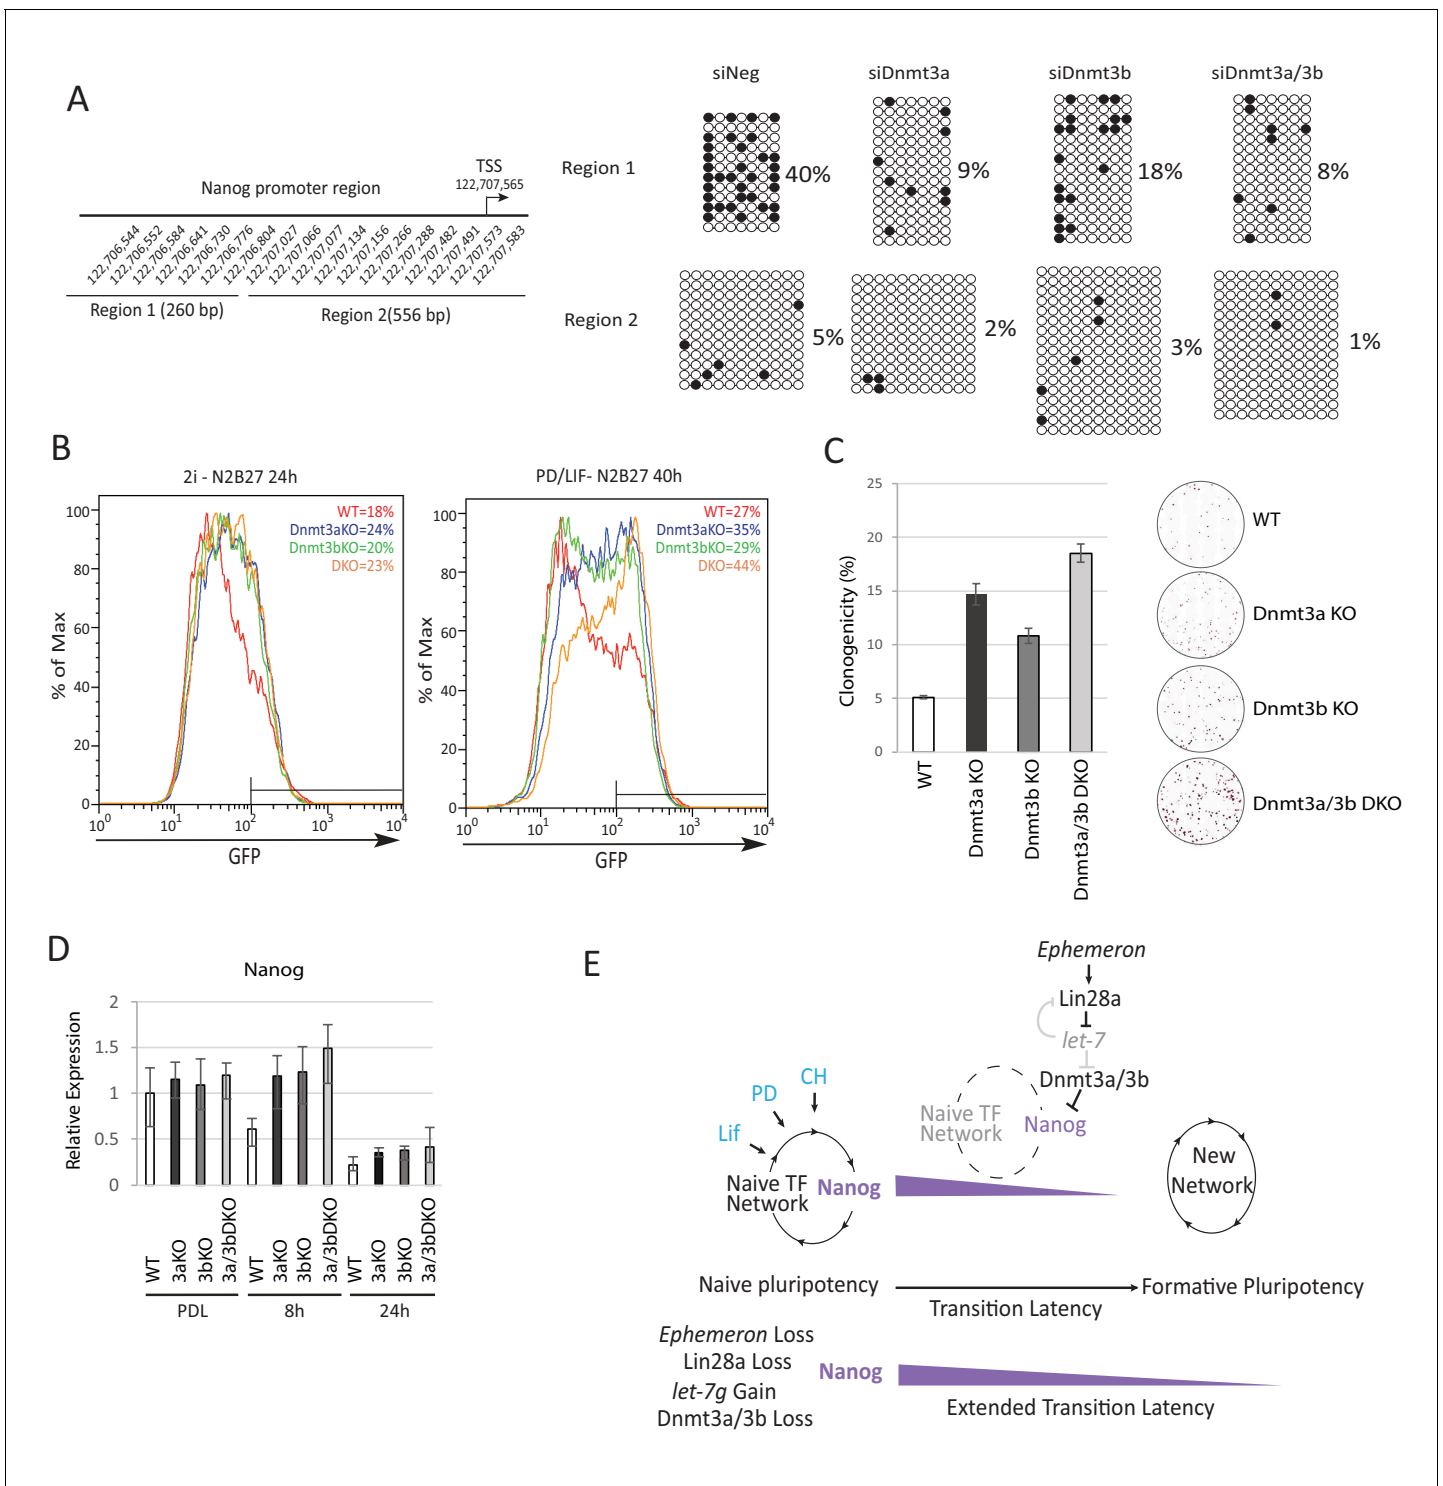 A
siNeg
siDnmt3a
siDnmt3b
siDnmt3a/3b
TSS
122,707,565
Nanog promoter region
122,706,544
122,706,552
122,706,584
122,706,641
122,706,730
122,706,776
122,706,804
122,707,027
122,707,066
122,707,077
122,707,134
122,707,156
122,707,266
122,707,288
122,707,482
122,707,491
122,707,573
122,707,583
Region 1 (260 bp)
Region 2(556 bp)
Region 1
40%
9%
18%
8%
Region 2
5%
2%
3%
1%
B
2i - N2B27 24h
WT=18%
Dnmt3aKO=24%
Dnmt3bKO=20%
DKO=23%
% of Max
100
80
60
40
20
0
10^0
10^1
10^2
10^3
10^4
GFP
PD/LIF- N2B27 40h
WT=27%
Dnmt3aKO=35%
Dnmt3bKO=29%
DKO=44%
% of Max
100
80
60
40
20
0
10^0
10^1
10^2
10^3
10^4
GFP
C
Clonogenicity (%)
25
20
15
10
5
0
WT
Dnmt3a KO
Dnmt3b KO
Dnmt3a/3b DKO
WT
Dnmt3a KO
Dnmt3b KO
Dnmt3a/3b DKO
D
Nanog
Relative Expression
2
1.5
1
0.5
0
WT
3aKO
3bKO
3a/3bDKO
WT
3aKO
3bKO
3a/3bDKO
WT
3aKO
3bKO
3a/3bDKO
PDL
8h
24h
E
Ephemeron
Lin28a
let-7
Dnmt3a/3b
CH
PD
Lif
Naive TF
Network
Nanog
Naive TF
Network
Nanog
New
Network
Naive pluripotency
Transition Latency
Formative Pluripotency
Ephemeron Loss
Lin28a Loss
let-7g Gain
Dnmt3a/3b Loss
Nanog
Extended Transition Latency